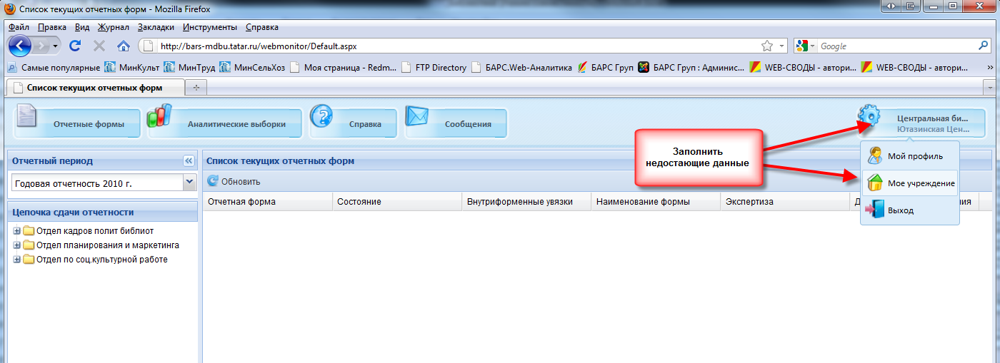 Список текущих отчетных форм - Mozilla Firefox
Файл Правка Вид Журнал Закладки Инструменты Справка
http://bars-mdbu.tatar.ru/webmonitor/Default.aspx
Google
Самые популярные МинКульт МинТруд МинСельХоз Моя страница - Redm... FTP Directory БАРС.Web-Аналитика БАРС Груп БАРС Груп : Админис... WEB-СВОДЫ - автори... WEB-СВОДЫ - автори... »
Список текущих отчетных форм
Отчетные формы Аналитические выборки Справка Сообщения
Центральная би...
Ютазинская Цен...
Заполнить
недостающие данные
Мой профиль
Мое учреждение
Выход
Отчетный период
Годовая отчетность 2010 г.
Цепочка сдачи отчетности
Отдел кадров полит библиот
Отдел планирования и маркетинга
Отдел по соц.культурной работе
Список текущих отчетных форм
Обновить
Отчетная форма Состояние Внутриформенные увязки Наименование формы Экспертиза